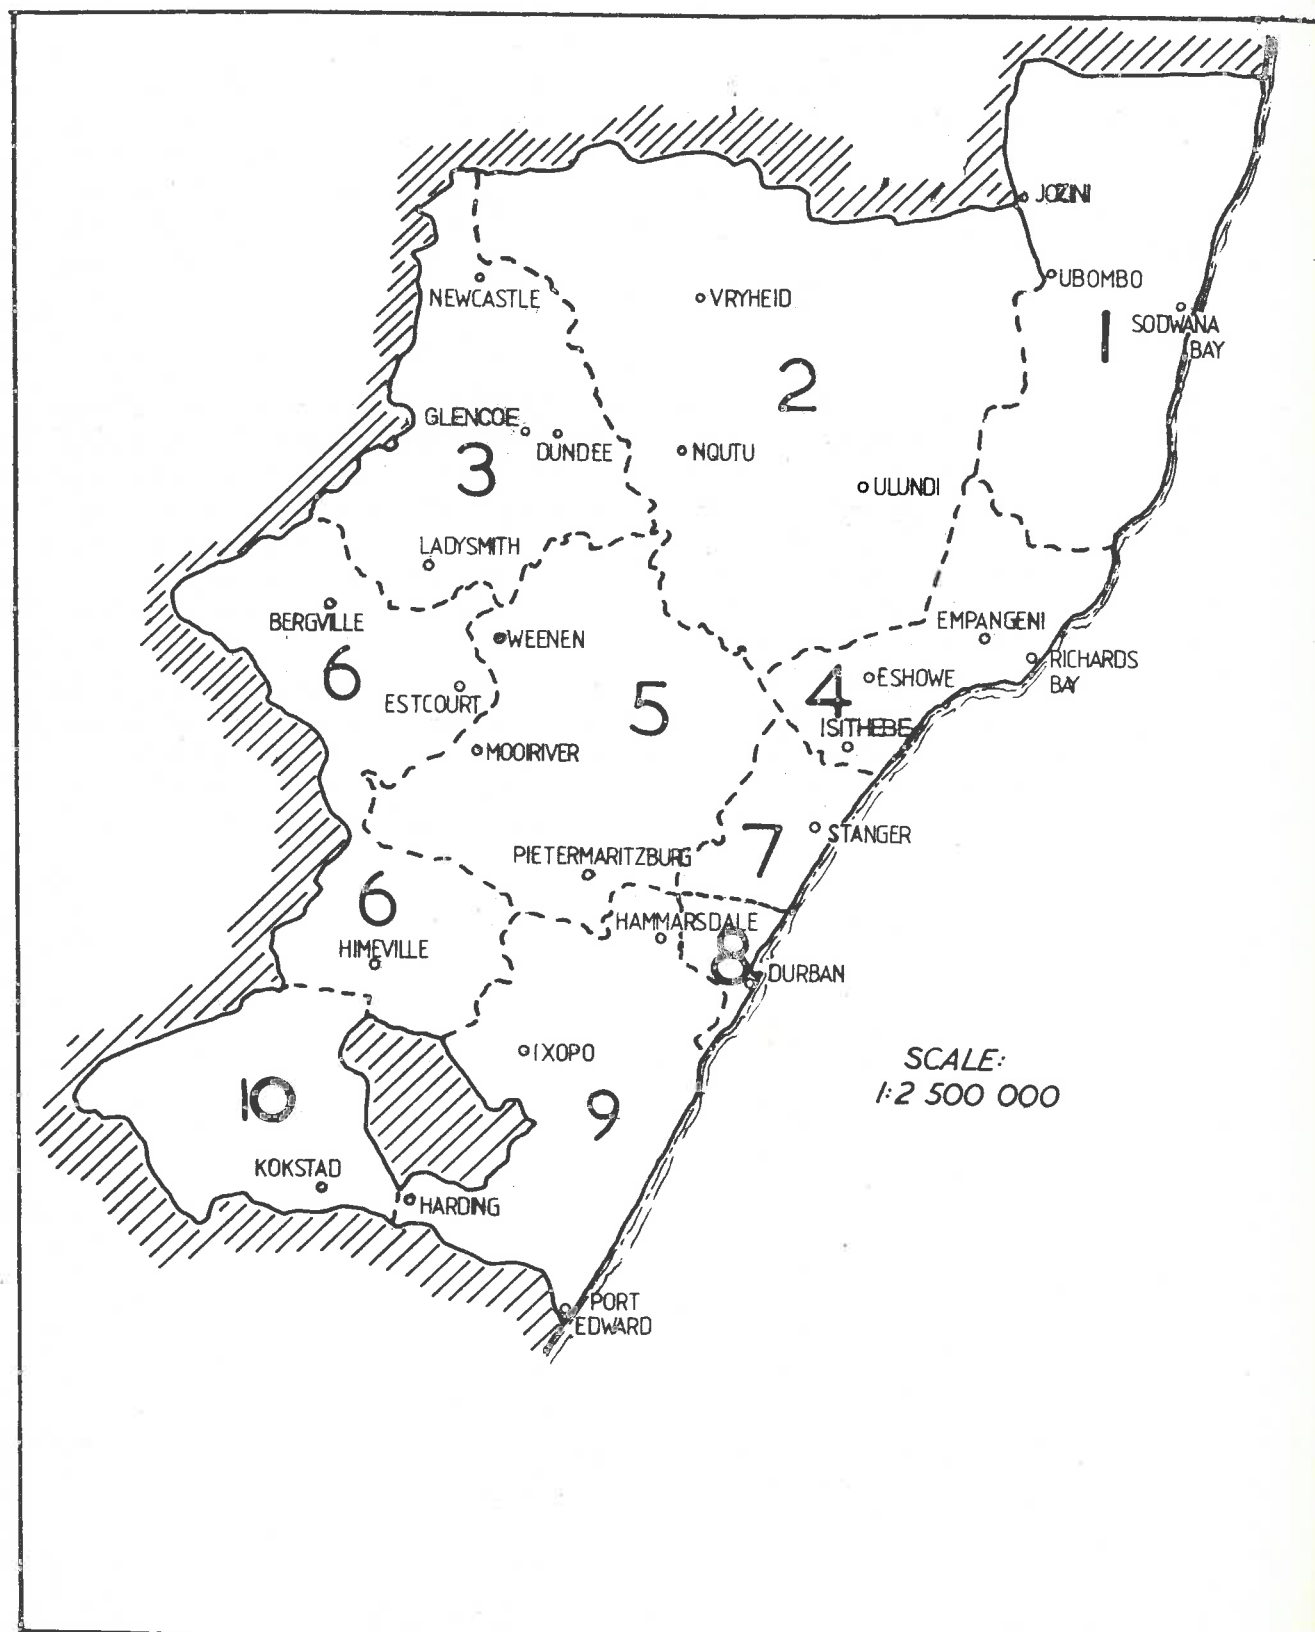 JOZINI
UBOMBO
NEWCASTLE
VRYHEID
SODWANA
BAY
1
2
GLENCOE
DUNDEE
NQUTU
3
ULUNDI
LADYSMITH
BERGVILLE
EMPANGENI
WEENEN
RICHARDS
BAY
6
ESTCOURT
5
4
ESHOWE
ISITHEBE
MOOIRIVER
7
STANGER
PIETERMARITZBURG
6
HAMMARSDALE
HIMEVILLE
8
DURBAN
IXOPO
SCALE:
1:2 500 000
10
9
KOKSTAD
HARDING
PORT
EDWARD